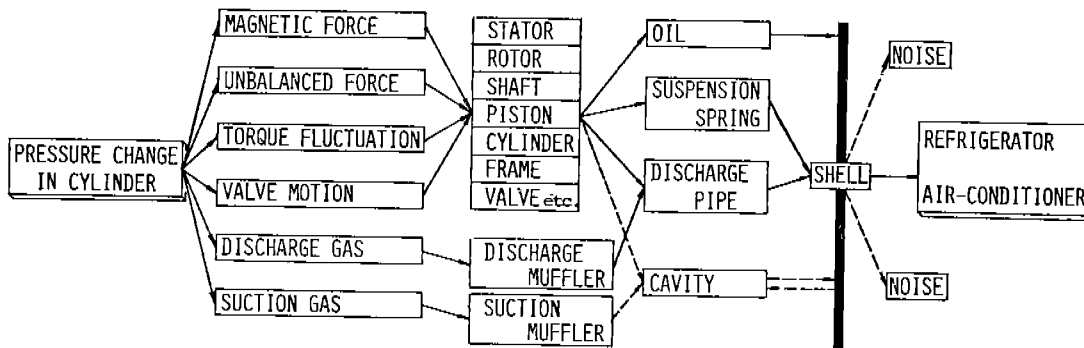 PRESSURE CHANGE
IN CYLINDER
MAGNETIC FORCE
UNBALANCED FORCE
TORQUE FLUCTUATION
VALVE MOTION
DISCHARGE GAS
SUCTION GAS
STATOR
ROTOR
SHAFT
PISTON
CYLINDER
FRAME
VALVE etc.
DISCHARGE
MUFFLER
SUCTION
MUFFLER
OIL
SUSPENSION
SPRING
DISCHARGE
PIPE
CAVITY
SHELL
NOISE
NOISE
REFRIGERATOR
AIR-CONDITIONER